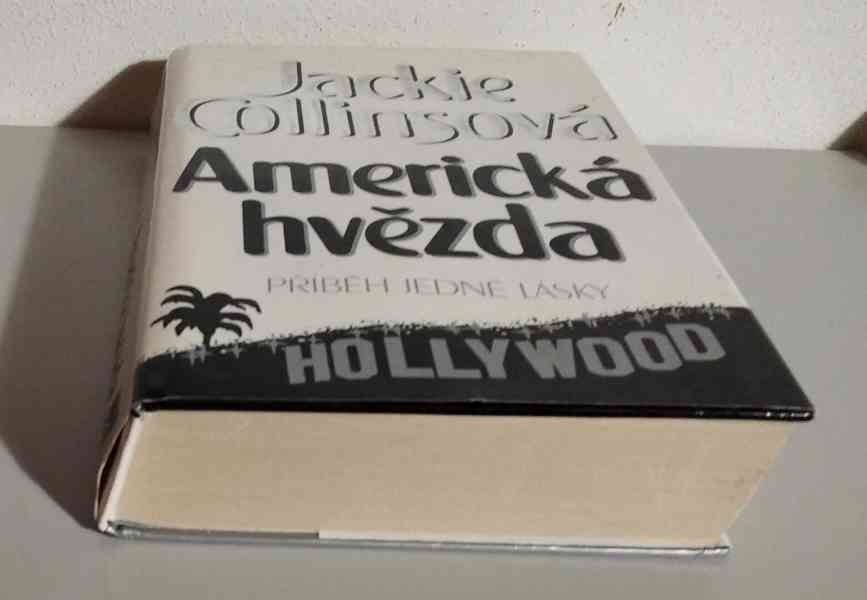 Jackie
Collinsová
Americká
hvězda
PŘÍBĚH JEDNÉ LÁSKY
HOLLYWOOD